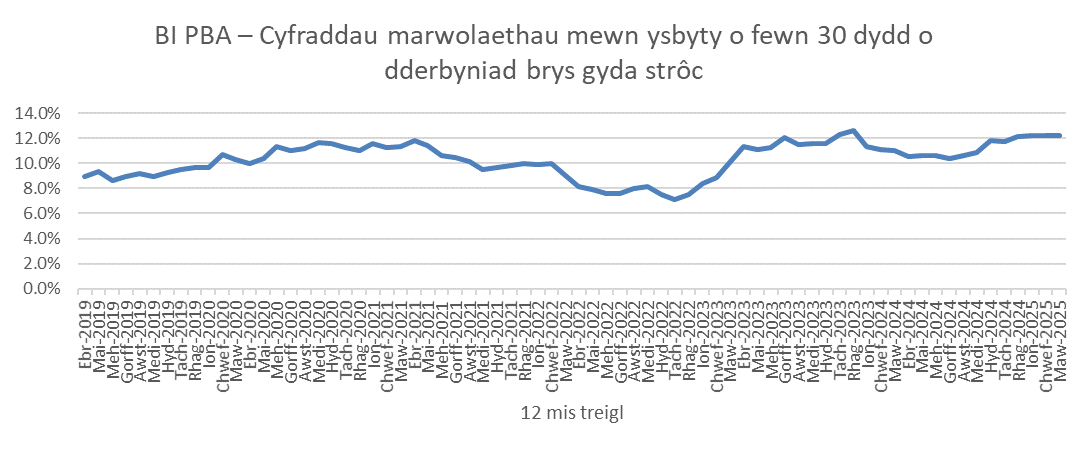 BI PBA – Cyfraddau marwolaethau mewn ysbyty o fewn 30 dydd o
dderbyniad brys gyda strôc
14.0%
12.0%
10.0%
8.0%
6.0%
4.0%
2.0%
0.0%
Ebr-2019
Mai-2019
Meh-2019
Gorff-2019
Awst-2019
Medi-2019
Hyd-2019
Tach-2019
Rhag-2019
Ion-2020
Chwef-2020
Maw-2020
Ebr-2020
Mai-2020
Meh-2020
Gorff-2020
Awst-2020
Medi-2020
Hyd-2020
Tach-2020
Rhag-2020
Ion-2021
Chwef-2021
Maw-2021
Ebr-2021
Mai-2021
Meh-2021
Gorff-2021
Awst-2021
Medi-2021
Hyd-2021
Tach-2021
Rhag-2021
Ion-2022
Chwef-2022
Maw-2022
Ebr-2022
Mai-2022
Meh-2022
Gorff-2022
Awst-2022
Medi-2022
Hyd-2022
Tach-2022
Rhag-2022
Ion-2023
Chwef-2023
Maw-2023
Ebr-2023
Mai-2023
Meh-2023
Gorff-2023
Awst-2023
Medi-2023
Hyd-2023
Tach-2023
Rhag-2023
Ion-2024
Chwef-2024
Maw-2024
Ebr-2024
Mai-2024
Meh-2024
Gorff-2024
Awst-2024
Medi-2024
Hyd-2024
Tach-2024
Rhag-2024
Ion-2025
Chwef-2025
Maw-2025
12 mis treigl